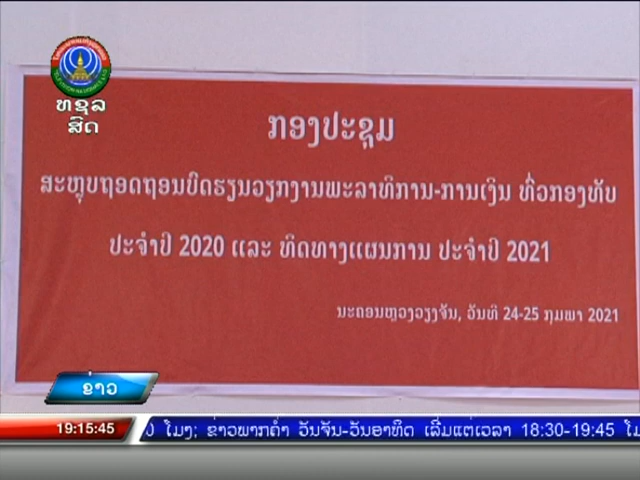 ທຊລ
ສົດ
ກອງປະຊຸມ
ສະຫຼຸບຖອດຖອນບົດຮຽນວຽກງານພະລາທິການ-ການເງິນ ທົ່ວກອງທັບ
ປະຈຳປີ 2020 ແລະ ທິດທາງແຜນການ ປະຈຳປີ 2021
ນະຄອນຫຼວງວຽງຈັນ, ວັນທີ 24-25 ກຸມພາ 2021
ຂ່າວ
19:15:45
ໂມງ; ຂ່າວພາກຄ່ຳ ວັນຈັນ-ວັນອາທິດ ເລີ່ມແຕ່ເວລາ 18:30-19:45